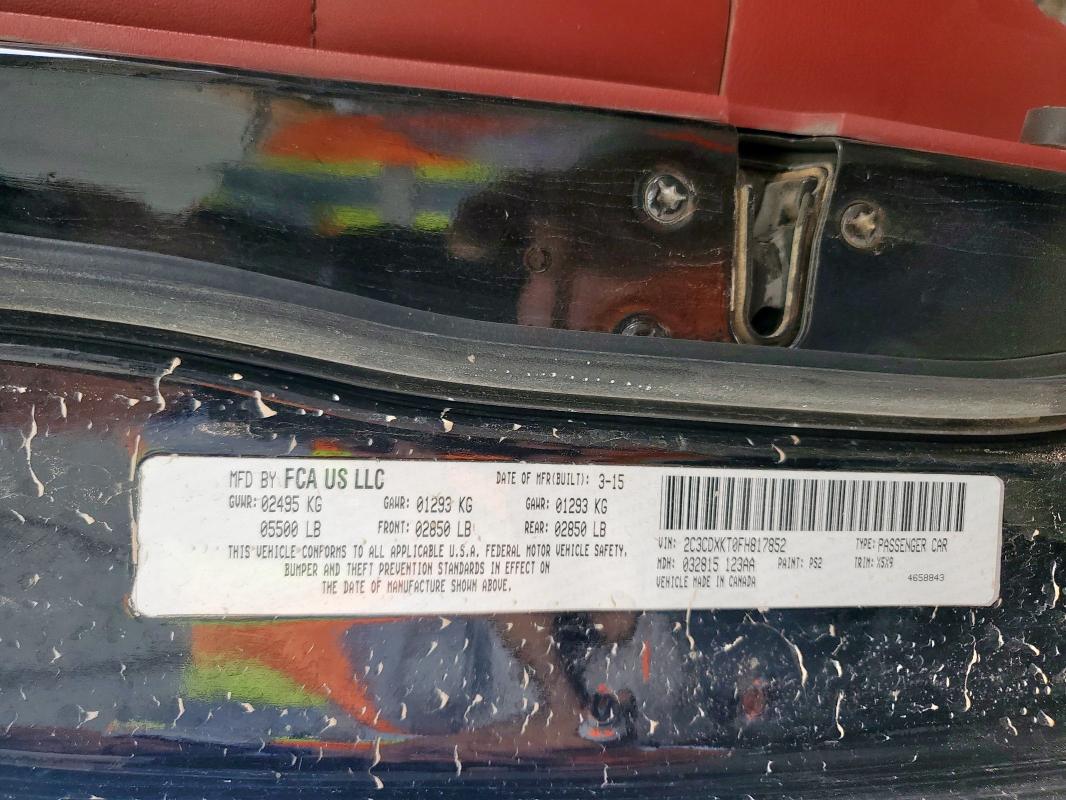 MFD BY FCA US LLC DATE OF MFR(BUILT): 3-15
GVWR: 02495 KG GAWR: 01293 KG GAWR: 01293 KG
05500 LB FRONT: 02850 LB REAR: 02850 LB
THIS VEHICLE CONFORMS TO ALL APPLICABLE U.S.A. FEDERAL MOTOR VEHICLE SAFETY,
BUMPER AND THEFT PREVENTION STANDARDS IN EFFECT ON
THE DATE OF MANUFACTURE SHOWN ABOVE.
VIN: 2C3CDXKT0FH817852 TYPE: PASSENGER CAR
MDH: 032815 123AA PAINT: PS2 TRIM: X5X9
VEHICLE MADE IN CANADA 4658843